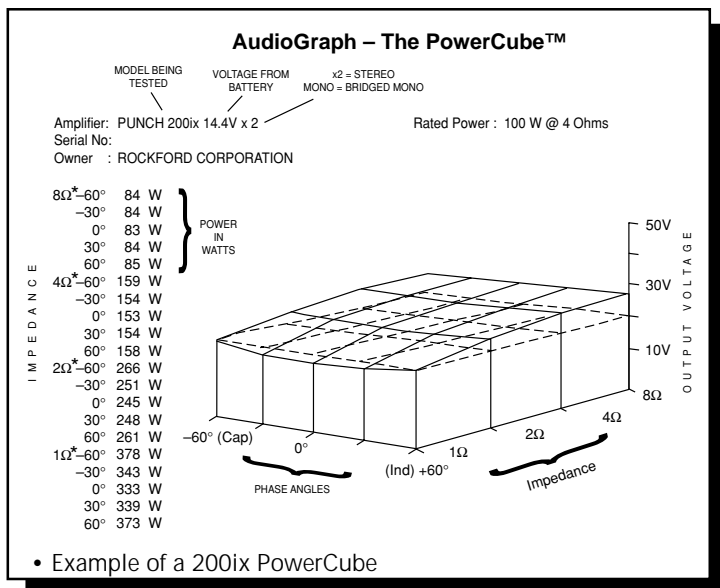 AudioGraph – The PowerCube™
MODEL BEING
TESTED
VOLTAGE FROM
BATTERY
x2 = STEREO
MONO = BRIDGED MONO
Amplifier: PUNCH 200ix 14.4V x 2
Rated Power : 100 W @ 4 Ohms
Serial No:
Owner : ROCKFORD CORPORATION
IMPEDANCE
8Ω*–60° 84 W
–30° 84 W
0° 83 W
30° 84 W
60° 85 W
4Ω*–60° 159 W
–30° 154 W
0° 153 W
30° 154 W
60° 158 W
2Ω*–60° 266 W
–30° 251 W
0° 245 W
30° 248 W
60° 261 W
1Ω*–60° 378 W
–30° 343 W
0° 333 W
30° 339 W
60° 373 W
POWER
IN
WATTS
50V
30V
10V
OUTPUT VOLTAGE
8Ω
4Ω
2Ω
1Ω
Impedance
–60° (Cap)
0°
(Ind) +60°
PHASE ANGLES
• Example of a 200ix PowerCube